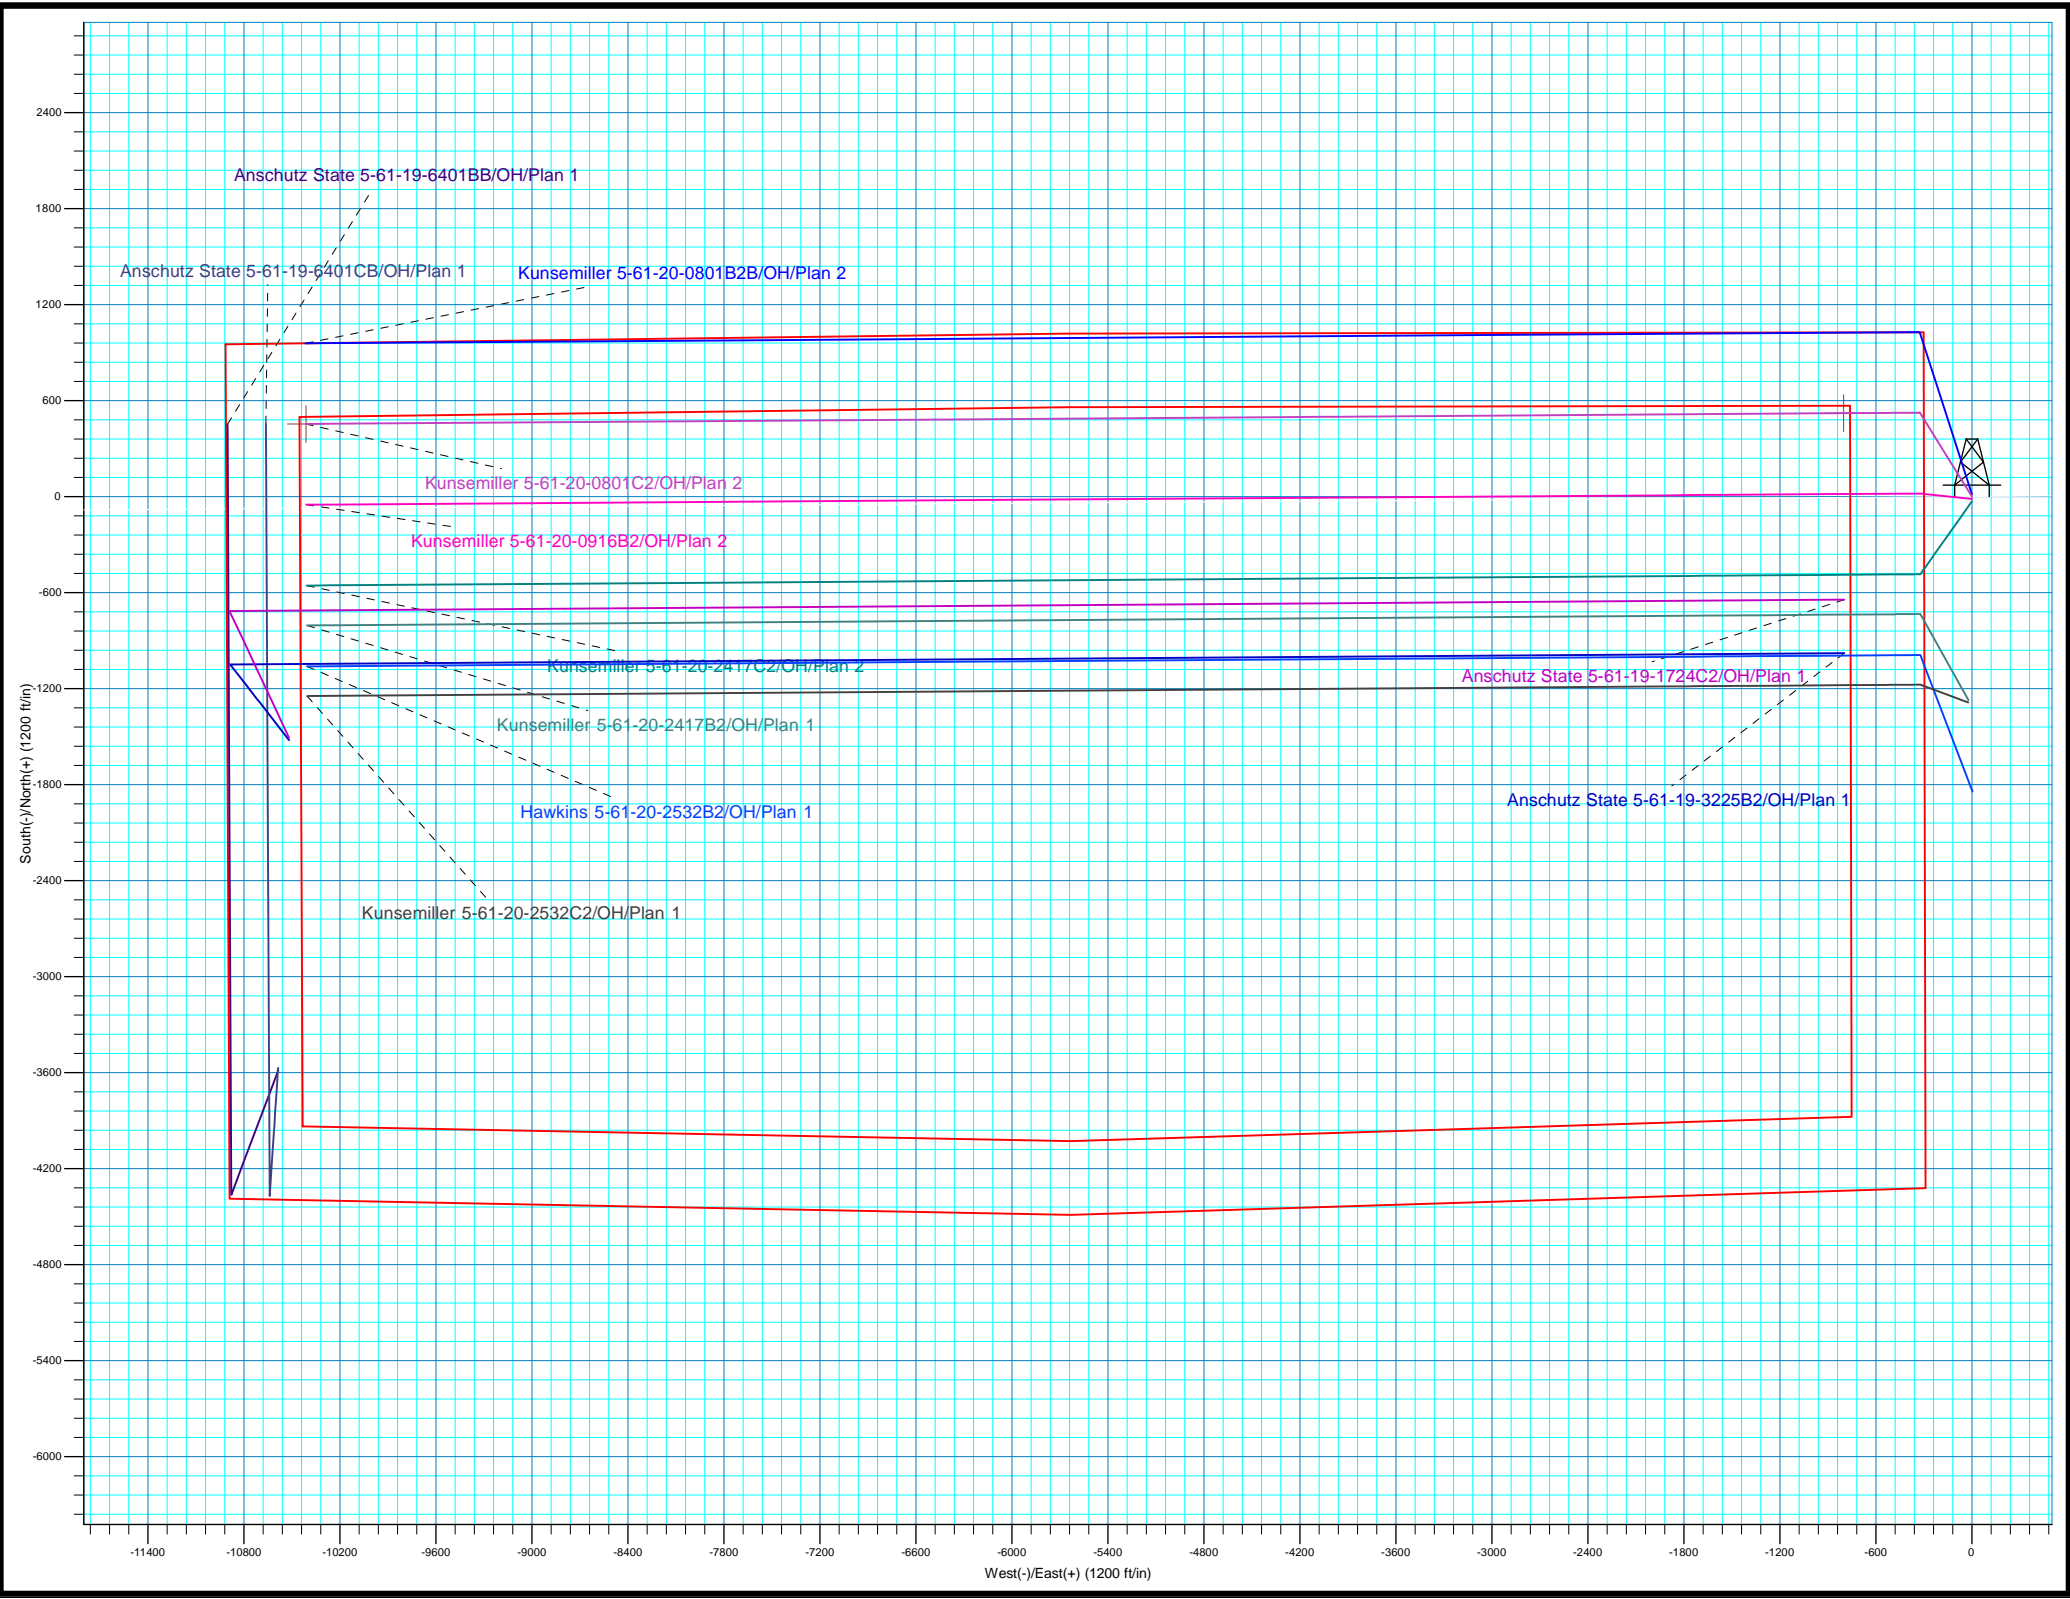 2400
Anschutz State 5-61-19-6401BB/OH/Plan 1
1800
Anschutz State 5-61-19-6401CB/OH/Plan 1
Kunsemiller 5-61-20-0801B2B/OH/Plan 2
1200
600
Kunsemiller 5-61-20-0801C2/OH/Plan 2
0
Kunsemiller 5-61-20-0916B2/OH/Plan 2
-600
Kunsemiller 5-61-20-2417C2/OH/Plan 2
Anschutz State 5-61-19-1724C2/OH/Plan 1
-1200
Kunsemiller 5-61-20-2417B2/OH/Plan 1
South(-)/North(+) (1200 ft/in)
-1800
Anschutz State 5-61-19-3225B2/OH/Plan 1
Hawkins 5-61-20-2532B2/OH/Plan 1
-2400
Kunsemiller 5-61-20-2532C2/OH/Plan 1
-3000
-3600
-4200
-4800
-5400
-6000
-11400 -10800 -10200 -9600 -9000 -8400 -7800 -7200 -6600 -6000 -5400 -4800 -4200 -3600 -3000 -2400 -1800 -1200 -600 0
West(-)/East(+) (1200 ft/in)